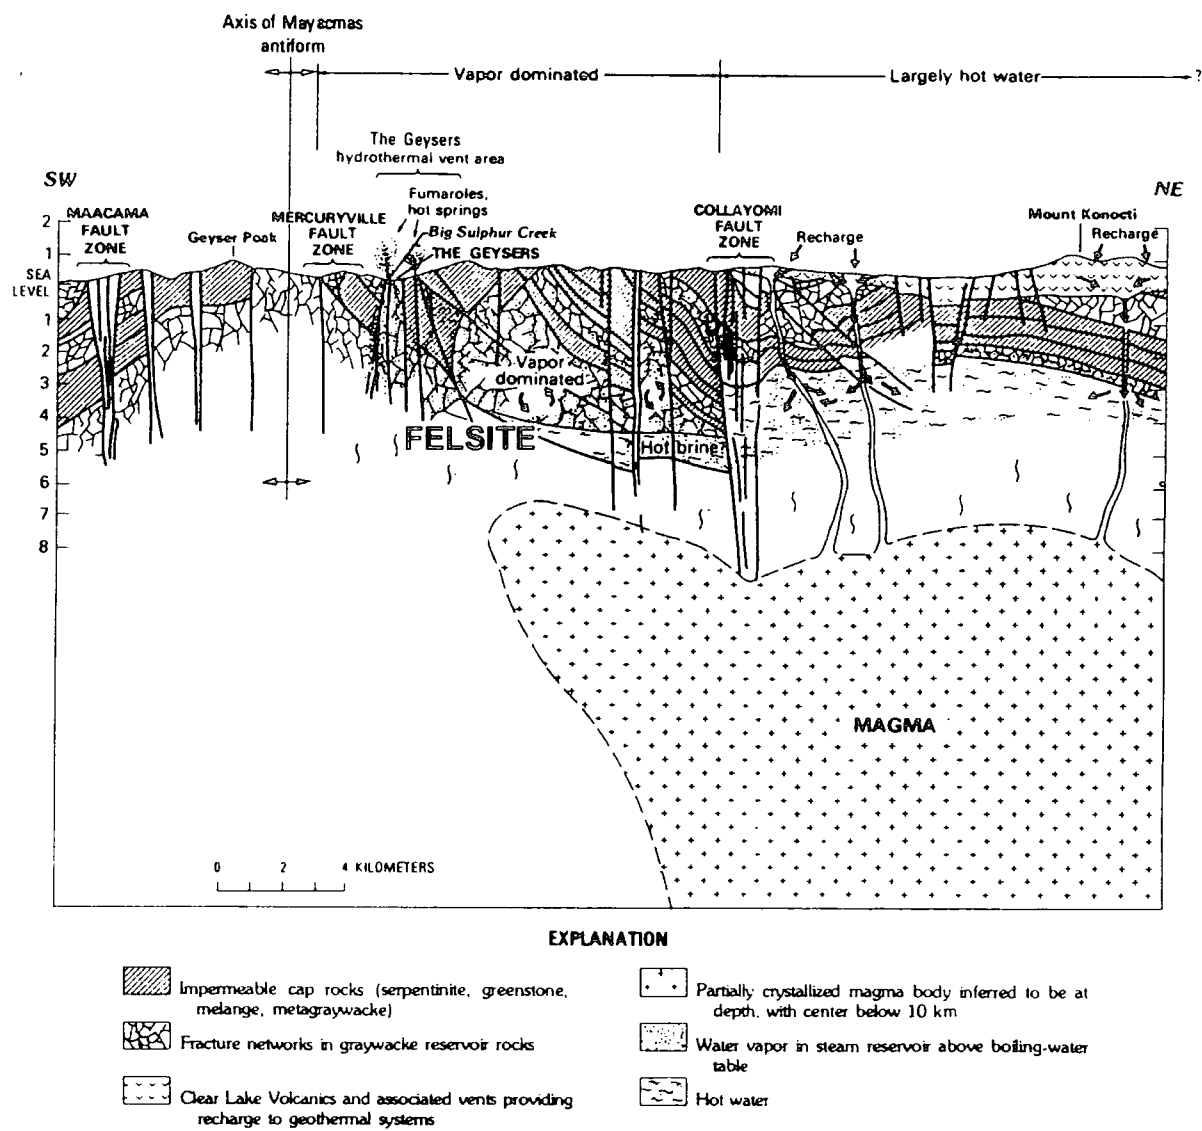 Axis of Mayacmas
antiform
Vapor dominated
Largely hot water
?
The Geysers
hydrothermal vent area
SW
NE
Fumaroles,
hot springs
MAACAMA
FAULT
ZONE
Geyser Peak
MERCURYVILLE
FAULT
ZONE
Big Sulphur Creek
THE GEYSERS
COLLAYOMI
FAULT
ZONE
Recharge
Mount Konocti
Recharge
2
1
SEA
LEVEL
1
2
3
4
5
6
7
8
Vapor
dominated
FELSITE
Hot brine?
MAGMA
0 2 4 KILOMETERS
EXPLANATION
Impermeable cap rocks (serpentinite, greenstone,
melange, metagraywacke)
Fracture networks in graywacke reservoir rocks
Clear Lake Volcanics and associated vents providing
recharge to geothermal systems
Partially crystallized magma body inferred to be at
depth, with center below 10 km
Water vapor in steam reservoir above boiling-water
table
Hot water